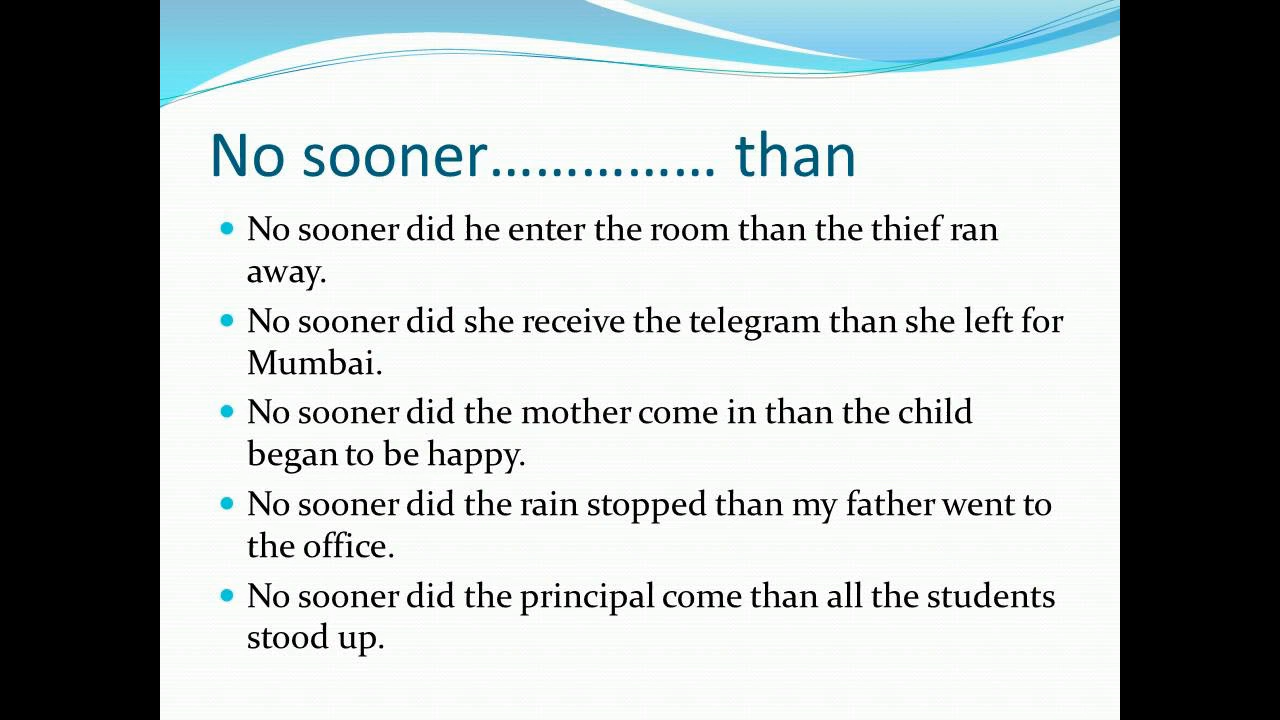 No sooner…………… than
• No sooner did he enter the room than the thief ran
away.
• No sooner did she receive the telegram than she left for
Mumbai.
• No sooner did the mother come in than the child
began to be happy.
• No sooner did the rain stopped than my father went to
the office.
• No sooner did the principal come than all the students
stood up.